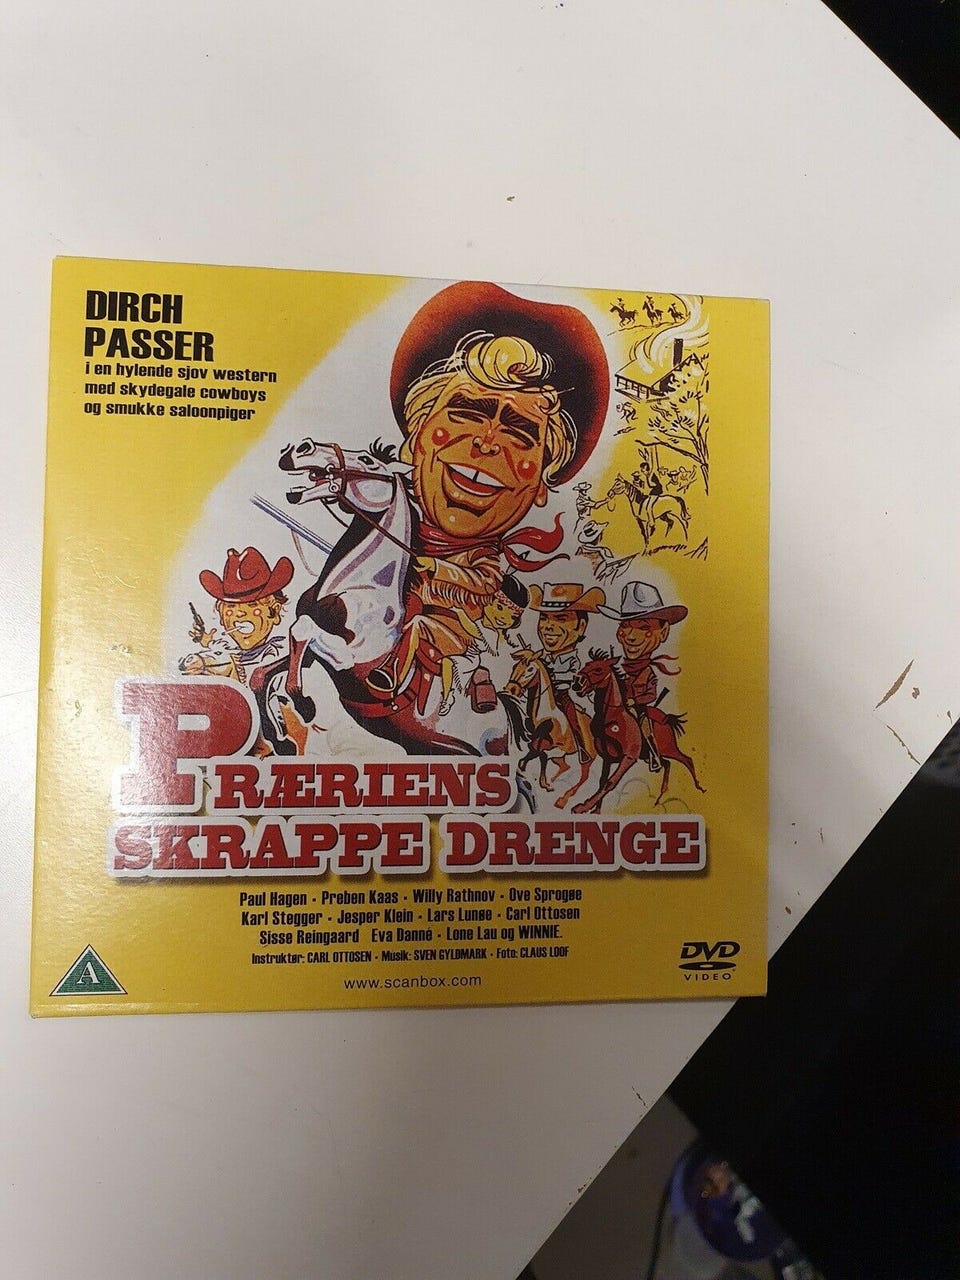 DIRCH
PASSER
i en hylende sjov western
med skydegale cowboys
og smukke saloonpiger
PRÆRIENS
SKRAPPE DRENGE
Paul Hagen · Preben Kaas · Willy Rathnov · Ove Sprogøe
Karl Stegger · Jesper Klein · Lars Lunøe · Carl Ottosen
Sisse Reingaard Eva Danné · Lone Lau og WINNIE.
Instruktør: CARL OTTOSEN · Musik: SVEN GYLDMARK · Foto: CLAUS LOOF
www.scanbox.com
A
DVD
VIDEO